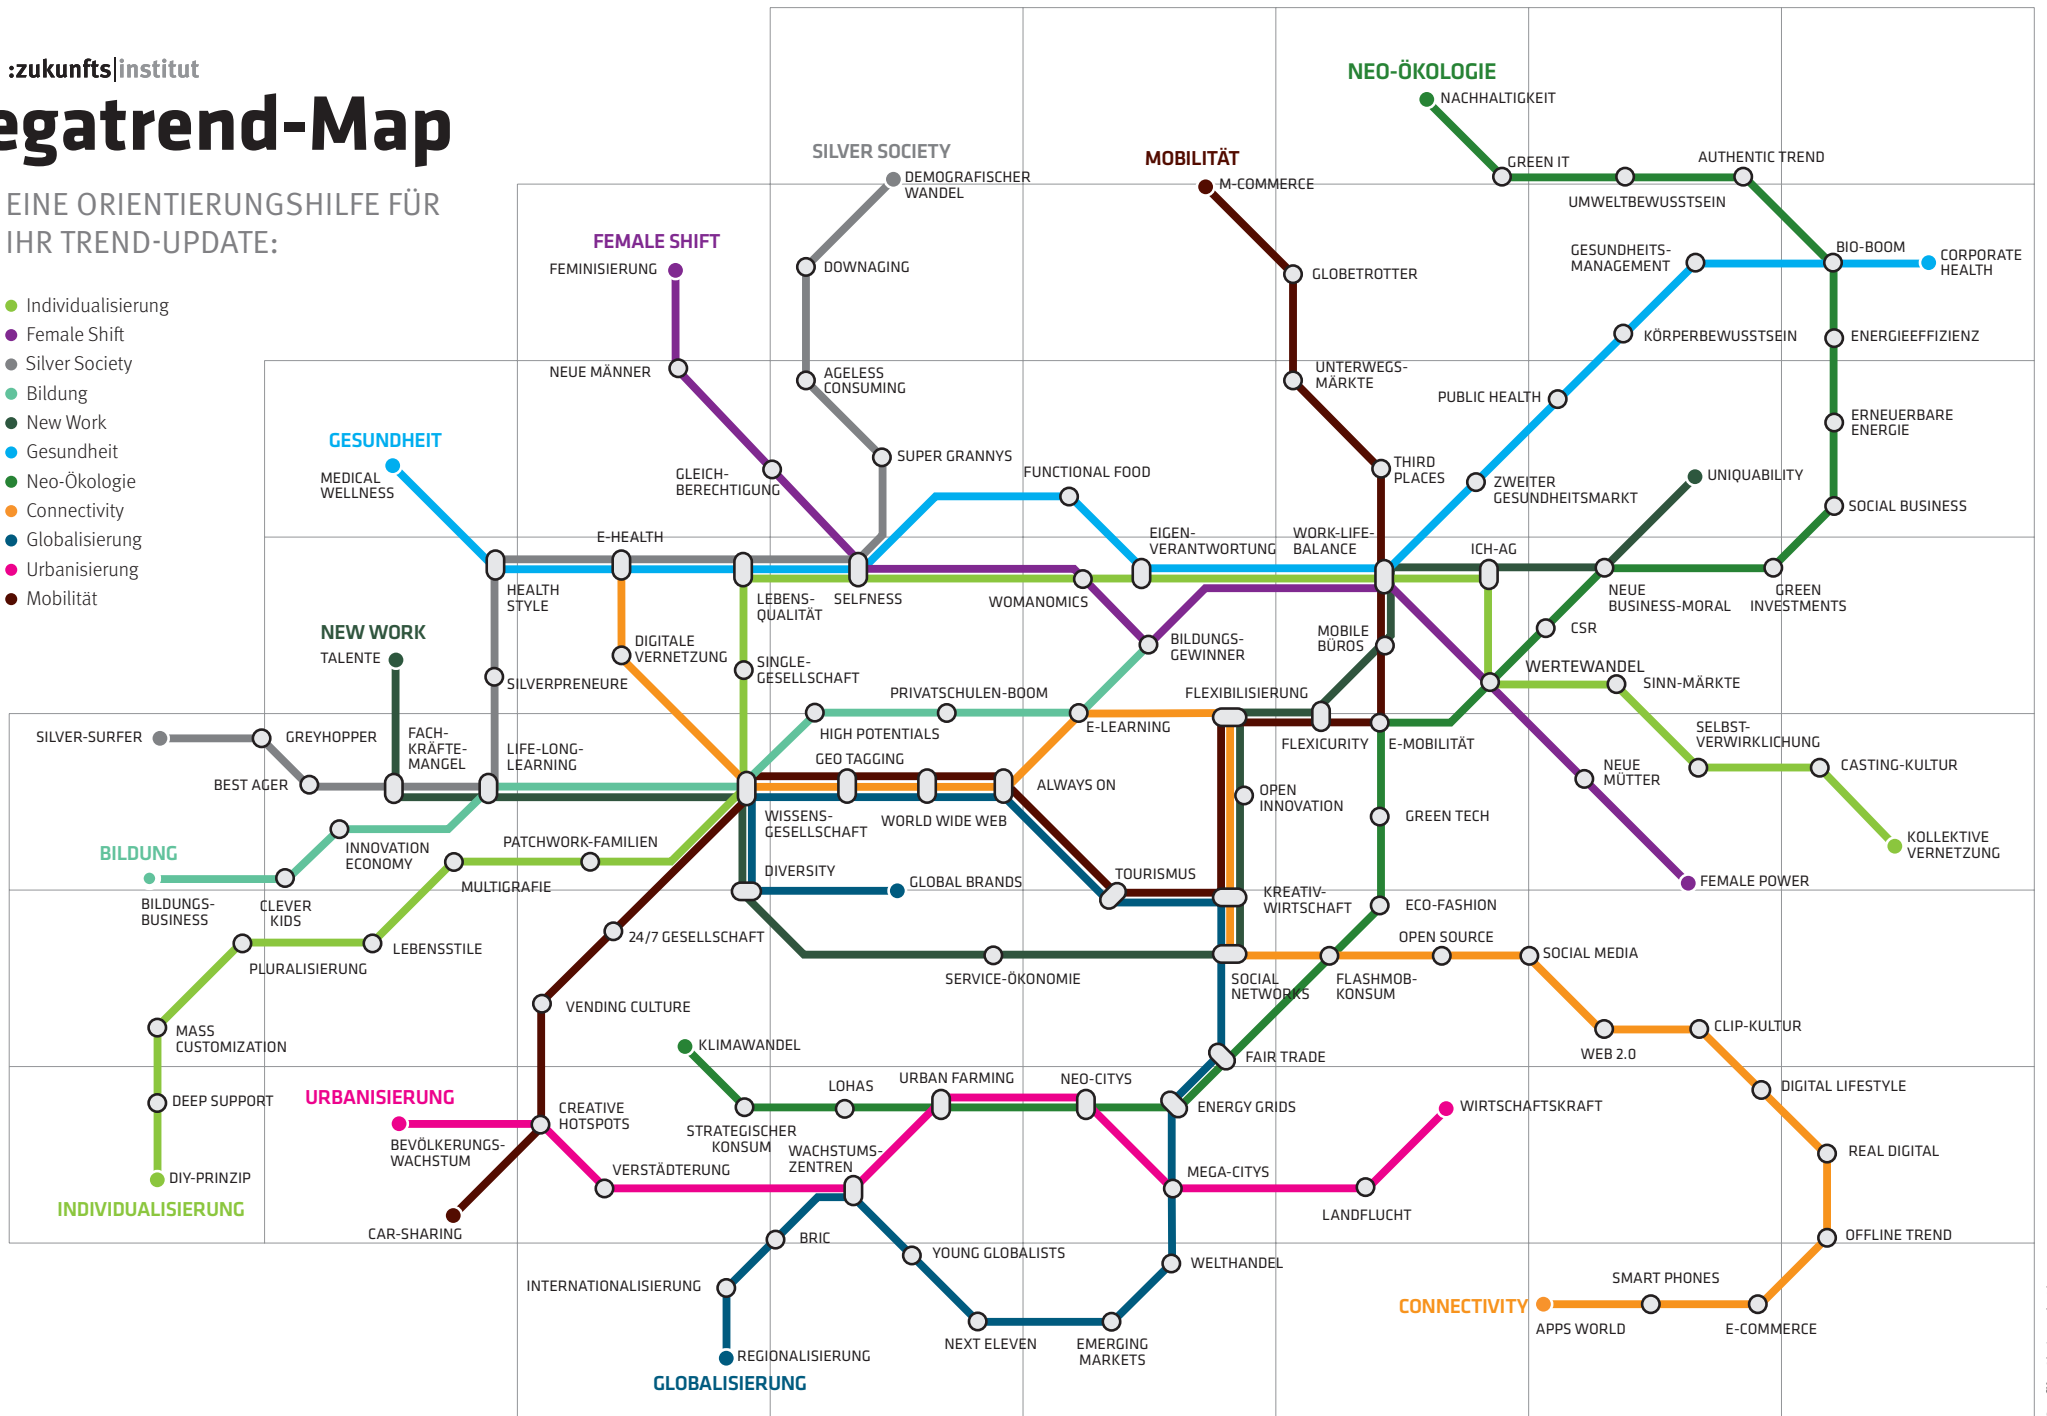 :zukunfts|institut
egatrend-Map
EINE ORIENTIERUNGSHILFE FÜR
IHR TREND-UPDATE:
Individualisierung
Female Shift
Silver Society
Bildung
New Work
Gesundheit
Neo-Ökologie
Connectivity
Globalisierung
Urbanisierung
Mobilität
NEO-ÖKOLOGIE
NACHHALTIGKEIT
GREEN IT
UMWELTBEWUSSTSEIN
AUTHENTIC TREND
BIO-BOOM
CORPORATE
HEALTH
GESUNDHEITS-
MANAGEMENT
KÖRPERBEWUSSTSEIN
ENERGIEEFFIZIENZ
PUBLIC HEALTH
ERNEUERBARE
ENERGIE
ZWEITER
GESUNDHEITSMARKT
UNIQUABILITY
SOCIAL BUSINESS
SILVER SOCIETY
DEMOGRAFISCHER
WANDEL
DOWNAGING
AGELESS
CONSUMING
SUPER GRANNYS
MOBILITÄT
M-COMMERCE
GLOBETROTTER
UNTERWEGS-
MÄRKTE
THIRD
PLACES
FEMALE SHIFT
FEMINISIERUNG
NEUE MÄNNER
GLEICH-
BERECHTIGUNG
FUNCTIONAL FOOD
GESUNDHEIT
MEDICAL
WELLNESS
E-HEALTH
HEALTH
STYLE
LEBENS-
QUALITÄT
SELFNESS
WOMANOMICS
EIGEN-
VERANTWORTUNG
WORK-LIFE-
BALANCE
ICH-AG
NEUE
BUSINESS-MORAL
GREEN
INVESTMENTS
CSR
WERTEWANDEL
SINN-MÄRKTE
NEW WORK
TALENTE
DIGITALE
VERNETZUNG
SINGLE-
GESELLSCHAFT
BILDUNGS-
GEWINNER
MOBILE
BÜROS
SILVERPRENEURE
PRIVATSCHULEN-BOOM
FLEXIBILISIERUNG
SILVER-SURFER
GREYHOPPER
BEST AGER
FACH-
KRÄFTE-
MANGEL
LIFE-LONG-
LEARNING
HIGH POTENTIALS
E-LEARNING
FLEXICURITY
E-MOBILITÄT
SELBST-
VERWIRKLICHUNG
CASTING-KULTUR
NEUE
MÜTTER
GEO TAGGING
ALWAYS ON
OPEN
INNOVATION
WISSENS-
GESELLSCHAFT
WORLD WIDE WEB
GREEN TECH
KOLLEKTIVE
VERNETZUNG
BILDUNG
BILDUNGS-
BUSINESS
CLEVER
KIDS
INNOVATION
ECONOMY
PATCHWORK-FAMILIEN
MULTIGRAFIE
DIVERSITY
GLOBAL BRANDS
TOURISMUS
KREATIV-
WIRTSCHAFT
ECO-FASHION
FEMALE POWER
PLURALISIERUNG
LEBENSSTILE
24/7 GESELLSCHAFT
SERVICE-ÖKONOMIE
SOCIAL
NETWORKS
FLASHMOB-
KONSUM
OPEN SOURCE
SOCIAL MEDIA
MASS
CUSTOMIZATION
VENDING CULTURE
KLIMAWANDEL
FAIR TRADE
WEB 2.0
CLIP-KULTUR
DEEP SUPPORT
URBANISIERUNG
BEVÖLKERUNGS-
WACHSTUM
CREATIVE
HOTSPOTS
LOHAS
URBAN FARMING
NEO-CITYS
ENERGY GRIDS
WIRTSCHAFTSKRAFT
DIGITAL LIFESTYLE
STRATEGISCHER
KONSUM
WACHSTUMS-
ZENTREN
VERSTÄDTERUNG
MEGA-CITYS
LANDFLUCHT
REAL DIGITAL
DIY-PRINZIP
INDIVIDUALISIERUNG
CAR-SHARING
BRIC
YOUNG GLOBALISTS
WELTHANDEL
OFFLINE TREND
INTERNATIONALISIERUNG
NEXT ELEVEN
EMERGING
MARKETS
REGIONALISIERUNG
GLOBALISIERUNG
CONNECTIVITY
APPS WORLD
SMART PHONES
E-COMMERCE